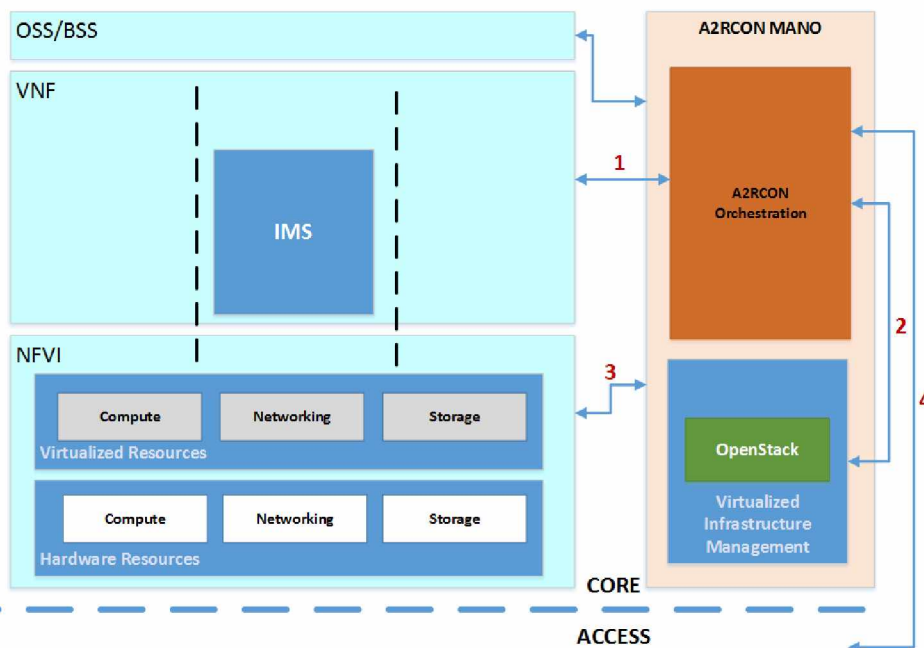 OSS/BSS
A2RCON MANO
VNF
1
IMS
A2RCON
Orchestration
2
NFVI
3
4
Compute
Networking
Storage
Virtualized Resources
OpenStack
Compute
Networking
Storage
Hardware Resources
Virtualized
Infrastructure
Management
CORE
ACCESS